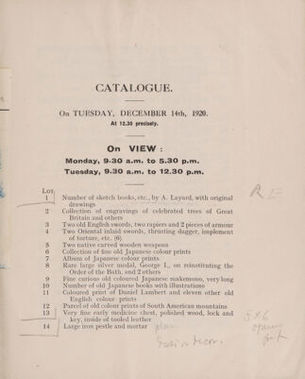 CATALOGUE.
On TUESDAY, DECEMBER 14th, 1920.
At 12.30 precisely.
On VIEW :
Monday, 9-30 a.m. to 5.30 p.m.
Tuesday, 9.30 a.m. to 12.30 p.m.
Lot
1 Number of sketch books, etc., by A. Layard, with original
drawings
2 Collection of engravings of celebrated trees of Great
Britain and others
3 Two old English swords, two rapiers and 2 pieces of armour
4 Two Oriental inlaid swords, thrusting dagger, implement
of torture, etc. (6)
5 Two native carved wooden weapons
6 Collection of fine old Japanese colour prints
7 Album of Japanese colour prints
8 Rare large silver medal, George I., on reinstituting the
Order of the Bath, and 2 others
9 Fine curious old coloured Japanese makemono, very long
10 Number of old Japanese books with illustrations
11 Coloured print of Daniel Lambert and eleven other old
English colour prints
12 Parcel of old colour prints of South American mountains
13 Very fine early medicine chest, polished wood, lock and
key, inside of tooled leather
14 Large iron pestle and mortar